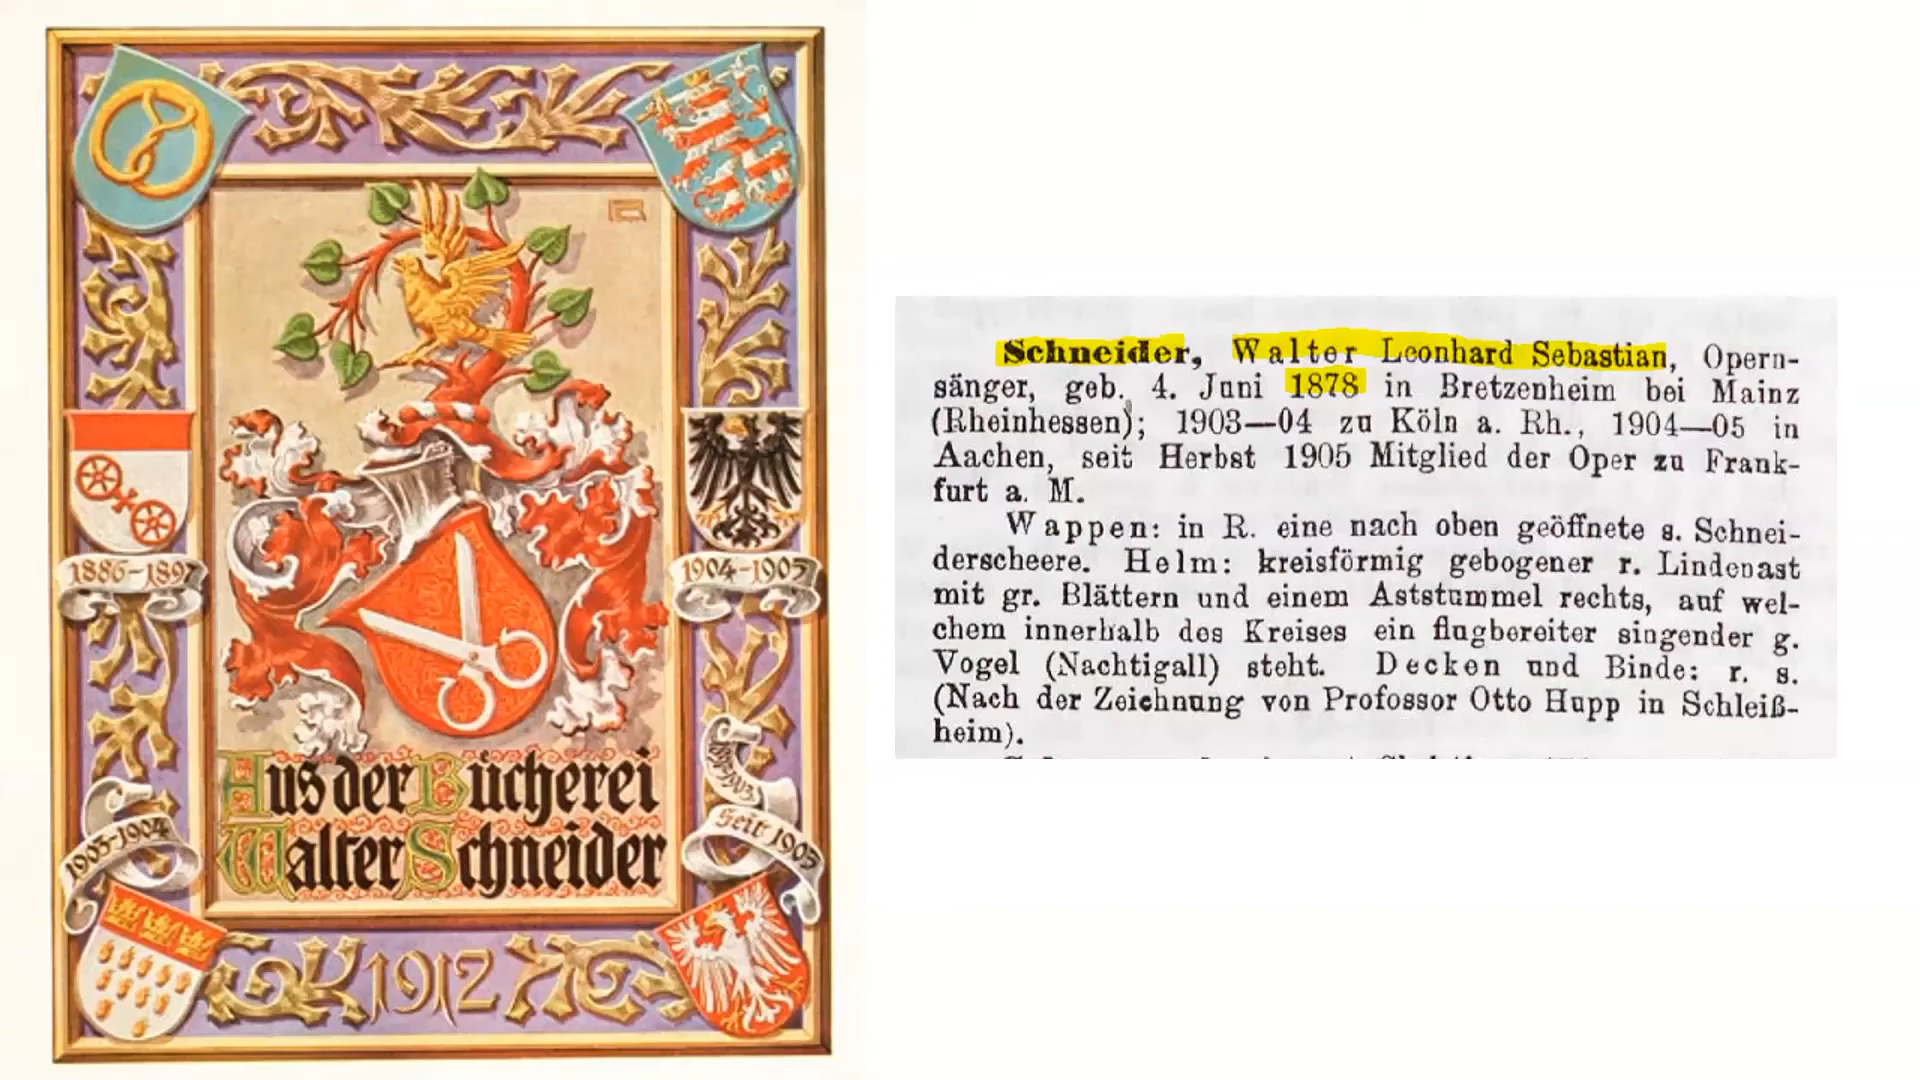 1886-1897
1904-1905
Aus der Bücherei
Walter Schneider
1903-1904
seit 1905
1912
Schneider, Walter Leonhard Sebastian, Opern-
sänger, geb. 4. Juni 1878 in Bretzenheim bei Mainz
(Rheinhessen); 1903—04 zu Köln a. Rh., 1904—05 in
Aachen, seit Herbst 1905 Mitglied der Oper zu Frank-
furt a. M.
Wappen: in R. eine nach oben geöffnete s. Schnei-
derscheere. Helm: kreisförmig gebogener r. Lindenast
mit gr. Blättern und einem Aststummel rechts, auf wel-
chem innerhalb des Kreises ein flugbereiter singender g.
Vogel (Nachtigall) steht. Decken und Binde: r. s.
(Nach der Zeichnung von Professor Otto Hupp in Schleiß-
heim).